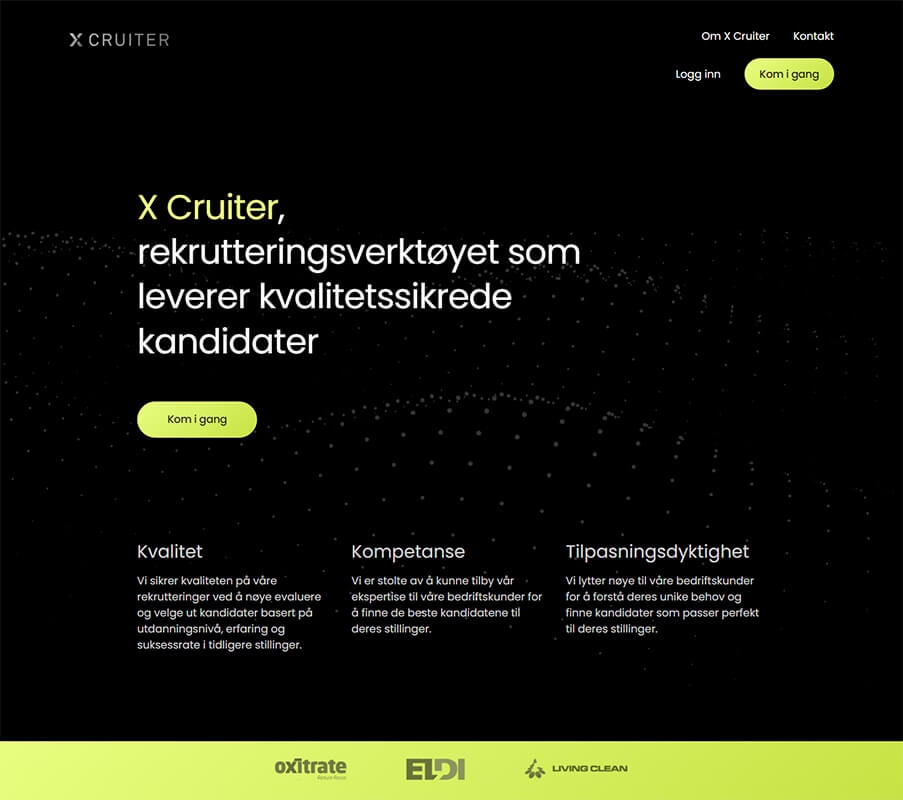 X CRUITER
Om X Cruiter
Kontakt
Logg inn
Kom i gang
X Cruiter,
rekrutteringsverktøyet som
leverer kvalitetssikrede
kandidater
Kom i gang
Kvalitet
Vi sikrer kvaliteten på våre
rekrutteringer ved å nøye evaluere
og velge ut kandidater basert på
utdanningsnivå, erfaring og
suksessrate i tidligere stillinger.
Kompetanse
Vi er stolte av å kunne tilby vår
ekspertise til våre bedriftskunder for
å finne de beste kandidatene til
deres stillinger.
Tilpasningsdyktighet
Vi lytter nøye til våre bedriftskunder
for å forstå deres unike behov og
finne kandidater som passer perfekt
til deres stillinger.
oxitrate
ELDI
LIVING CLEAN